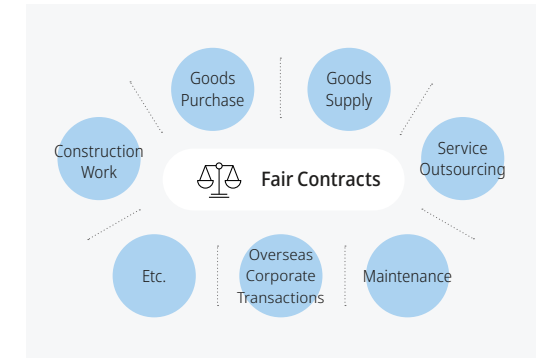 Goods
Purchase
Goods
Supply
Construction
Work
Fair Contracts
Service
Outsourcing
Etc.
Overseas
Corporate
Transactions
Maintenance